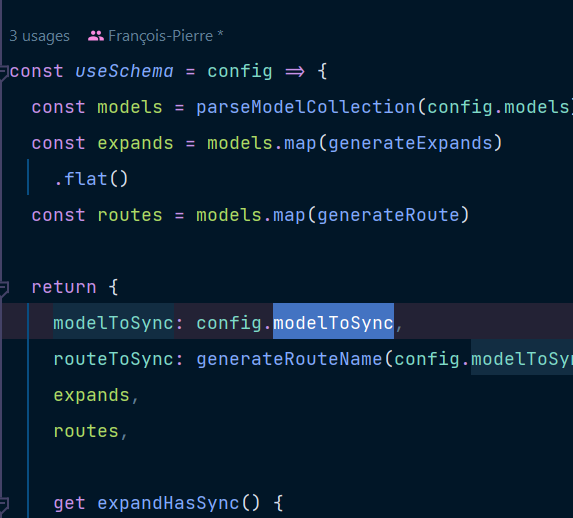 3 usages François-Pierre *
const useSchema = config => {
const models = parseModelCollection(config.models)
const expands = models.map(generateExpands)
.flat()
const routes = models.map(generateRoute)
return {
modelToSync: config.modelToSync,
routeToSync: generateRouteName(config.modelToSyn
expands,
routes,
get expandHasSync() {